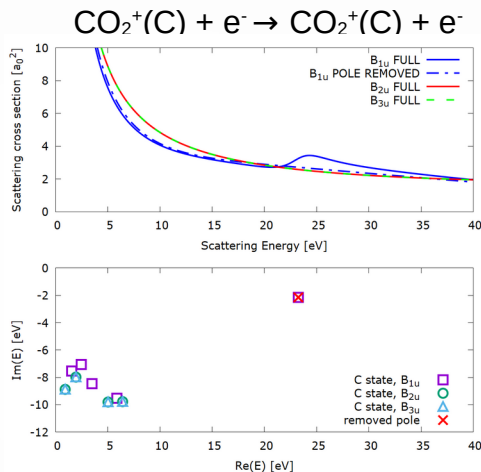 CO₂⁺(C) + e⁻ → CO₂⁺(C) + e⁻
Scattering cross section [a₀²]
10
8
6
4
2
0
B₁ᵤ FULL
B₁ᵤ POLE REMOVED
B₂ᵤ FULL
B₃ᵤ FULL
0 5 10 15 20 25 30 35 40
Scattering Energy [eV]
Im(E) [eV]
0
-2
-4
-6
-8
-10
-12
C state, B₁ᵤ
C state, B₂ᵤ
C state, B₃ᵤ
removed pole
0 5 10 15 20 25 30 35 40
Re(E) [eV]